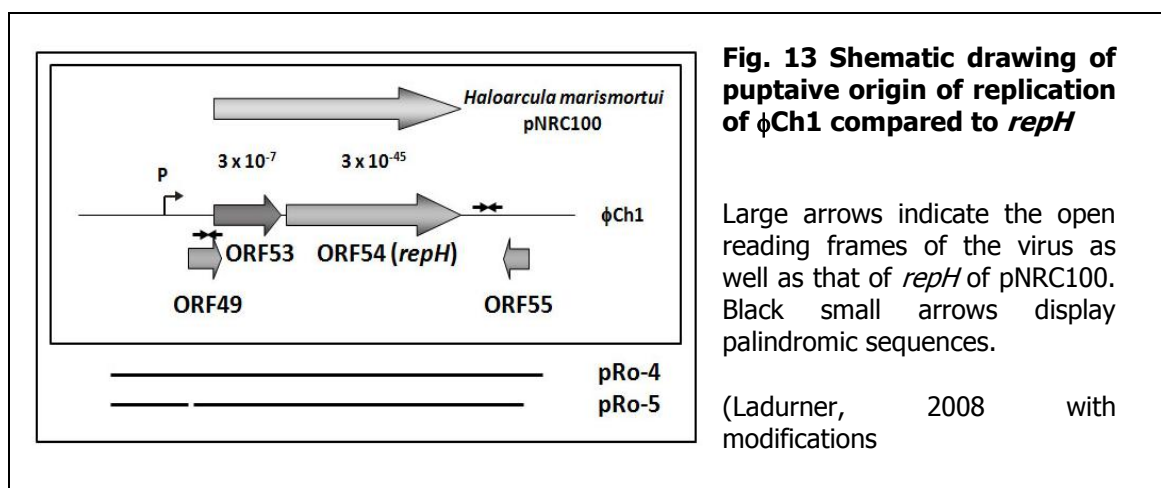 Haloarcula marismortui
pNRC100
3 x 10⁻⁷ 3 x 10⁻⁴⁵
P
ϕCh1
ORF53 ORF54 (repH)
ORF49 ORF55
pRo-4
pRo-5
Fig. 13 Shematic drawing of
puptaive origin of replication
of ϕCh1 compared to repH
Large arrows indicate the open
reading frames of the virus as
well as that of repH of pNRC100.
Black small arrows display
palindromic sequences.
(Ladurner, 2008 with
modifications